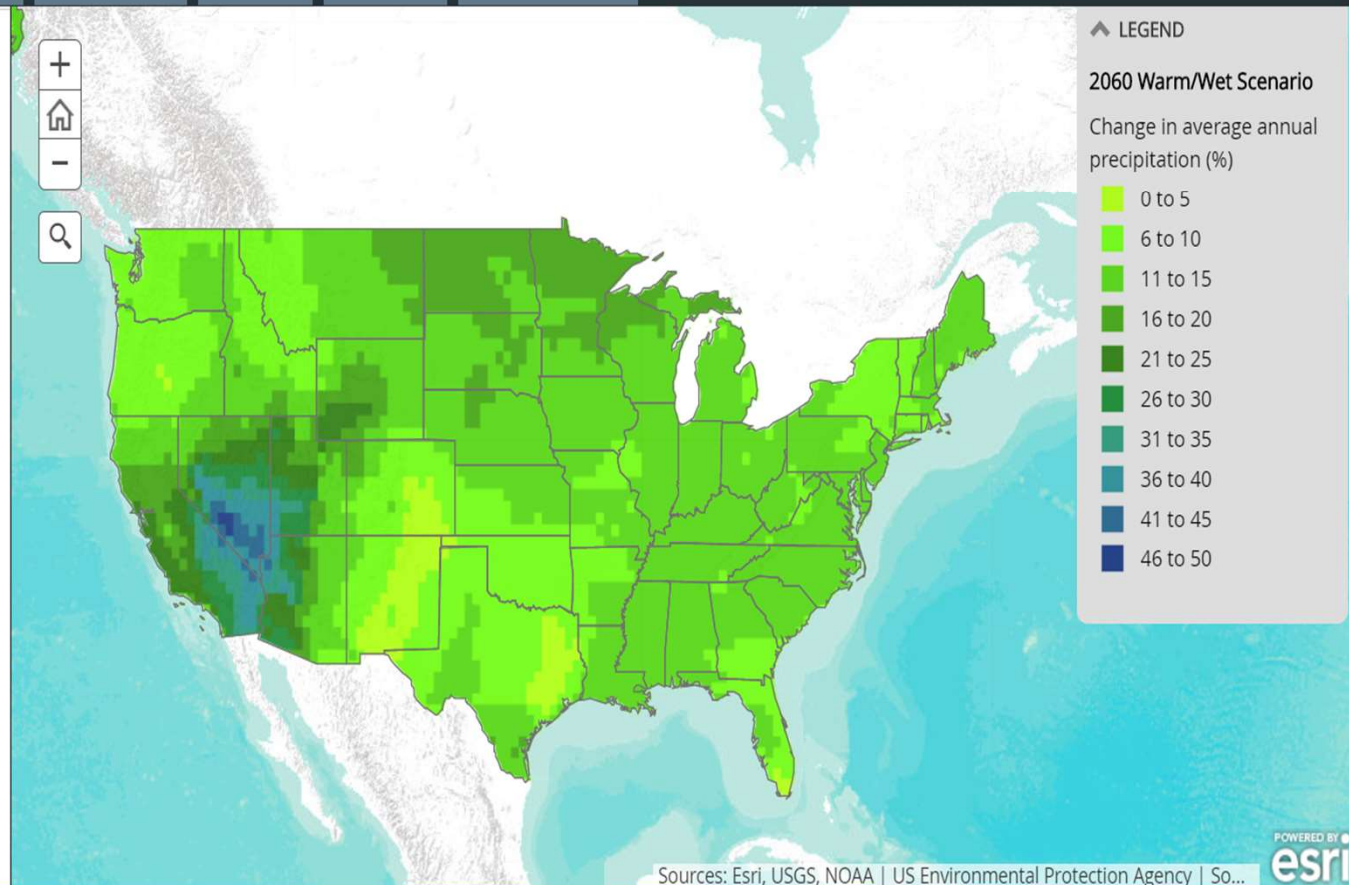 +
−
LEGEND
2060 Warm/Wet Scenario
Change in average annual
precipitation (%)
0 to 5
6 to 10
11 to 15
16 to 20
21 to 25
26 to 30
31 to 35
36 to 40
41 to 45
46 to 50
POWERED BY
esri
Sources: Esri, USGS, NOAA | US Environmental Protection Agency | So...